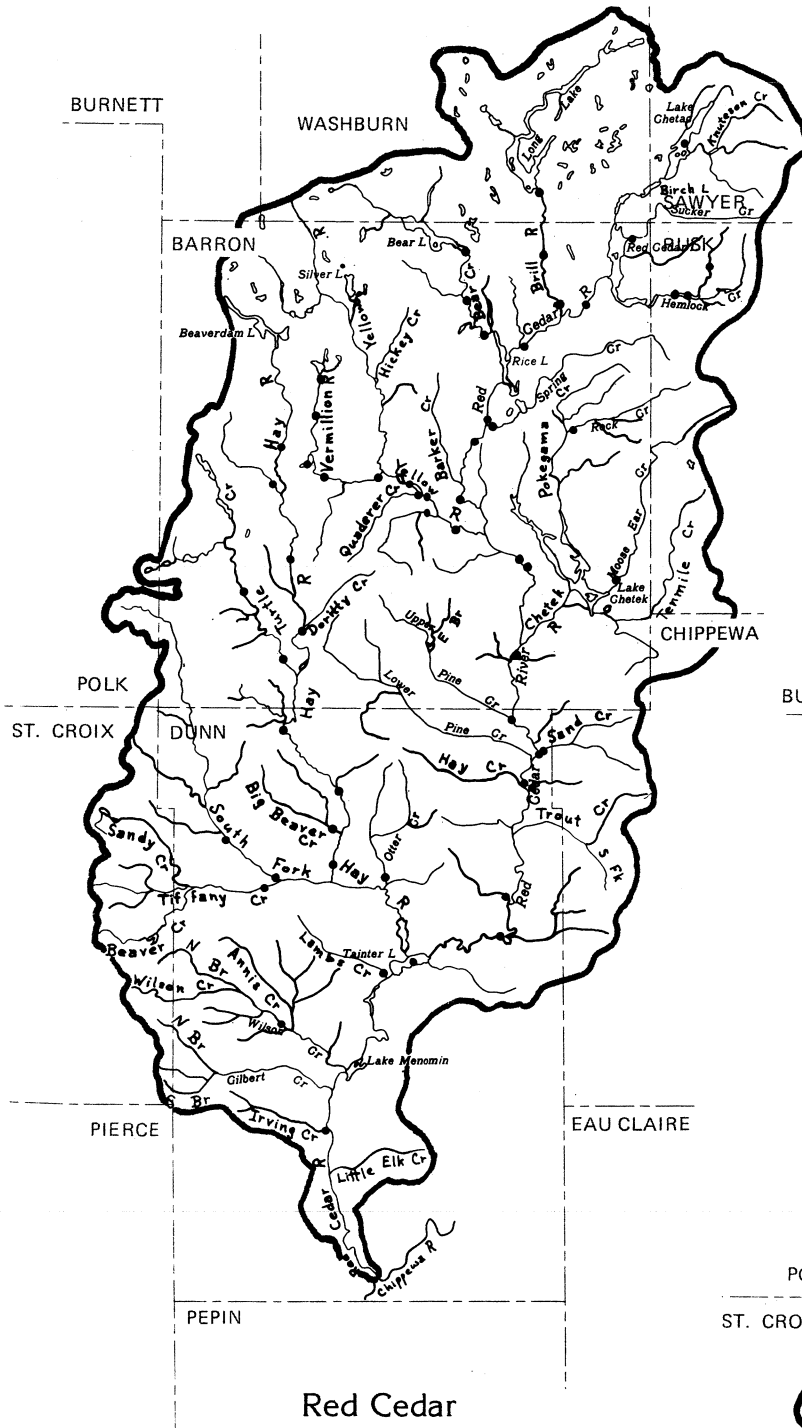 BURNETT
WASHBURN
Lake
Chetac
Knuteson Cr
Long Lake
Birch L
SAWYER
Sucker Cr
BARRON
R
Bear L
Brill R
Red Cedar
RUSK
Silver L
Yellow
Bear Cr
Hemlock Cr
Cedar R
Beaverdam L
Hickey Cr
Rice L
R
Hay
Vermillion R
Cr
Barker
Red
Spring Cr
Cr
Rock Cr
Pokegama
Cr
Yellow
Quaderer Cr
R
Moose Ear Cr
Tenmile Cr
Turtle
R
Dority Cr
Chetek
R
Lake
Chetek
Upper Pine Cr
W Br
CHIPPEWA
River
Lower Pine Cr
POLK
BU
Hay
ST. CROIX
DUNN
Sand Cr
Hay Cr
Cedar
Big Beaver
Cr
South Fork
Hay
R
Otter Cr
Trout Cr
S Fk
Sandy Cr
Red
Tiffany Cr
Beaver Cr
N Br
Annis Cr
Lambs Cr
Tainter L
Wilson Cr
Wilson Cr
N Br
Lake Menomin
Gilbert Cr
S Br
Irving Cr
PIERCE
EAU CLAIRE
R
Little Elk Cr
Cedar
Red
Chippewa R
PEPIN
ST. CRO
Red Cedar